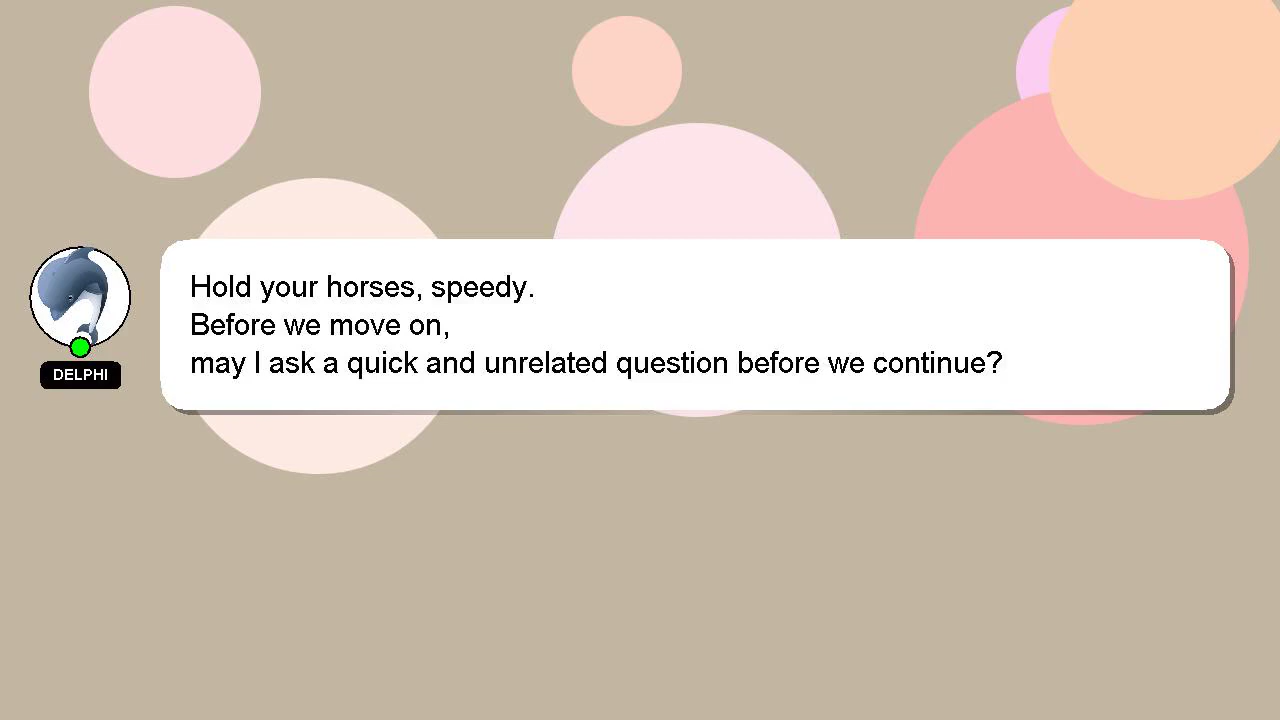 Hold your horses, speedy.
Before we move on,
may I ask a quick and unrelated question before we continue?
DELPHI